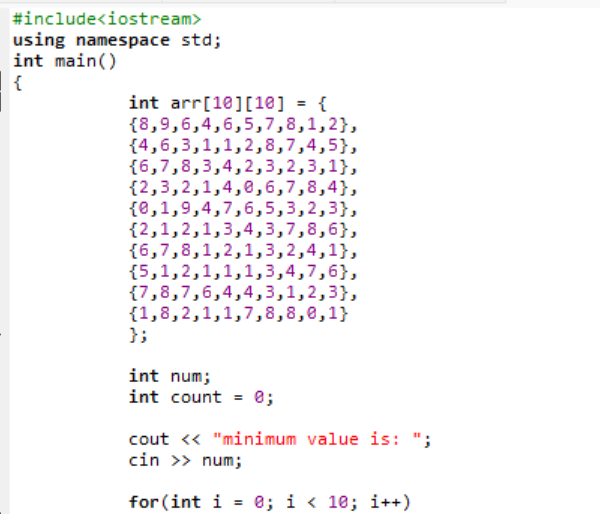 #include<iostream>
using namespace std;
int main()
{
int arr[10][10] = {
{8,9,6,4,6,5,7,8,1,2},
{4,6,3,1,1,2,8,7,4,5},
{6,7,8,3,4,2,3,2,3,1},
{2,3,2,1,4,0,6,7,8,4},
{0,1,9,4,7,6,5,3,2,3},
{2,1,2,1,3,4,3,7,8,6},
{6,7,8,1,2,1,3,2,4,1},
{5,1,2,1,1,1,3,4,7,6},
{7,8,7,6,4,4,3,1,2,3},
{1,8,2,1,1,7,8,8,0,1}
};
int num;
int count = 0;
cout << "minimum value is: ";
cin >> num;
for(int i = 0; i < 10; i++)